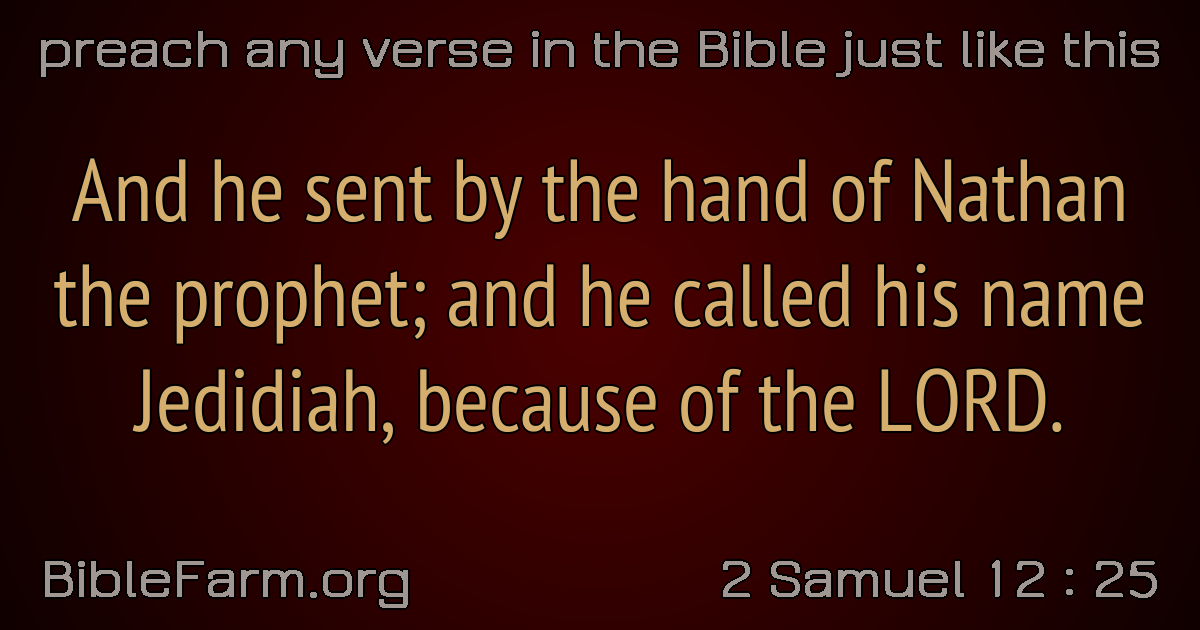 preach any verse in the Bible just like this
And he sent by the hand of Nathan
the prophet; and he called his name
Jedidiah, because of the LORD.
BibleFarm.org
2 Samuel 12 : 25